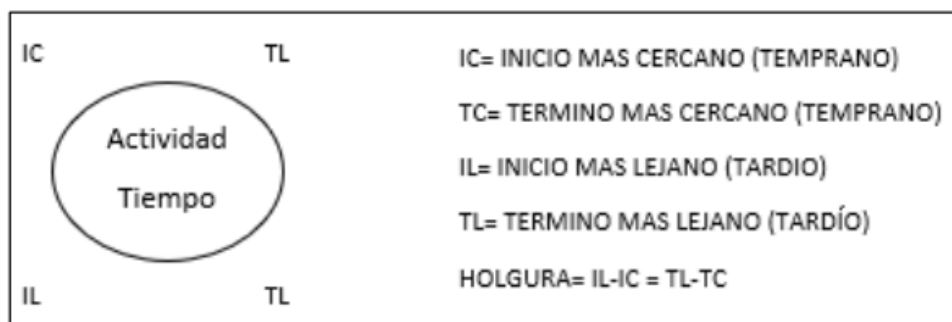 IC TL
Actividad
Tiempo
IL TL
IC= INICIO MAS CERCANO (TEMPRANO)
TC= TERMINO MAS CERCANO (TEMPRANO)
IL= INICIO MAS LEJANO (TARDIO)
TL= TERMINO MAS LEJANO (TARDÍO)
HOLGURA= IL-IC = TL-TC